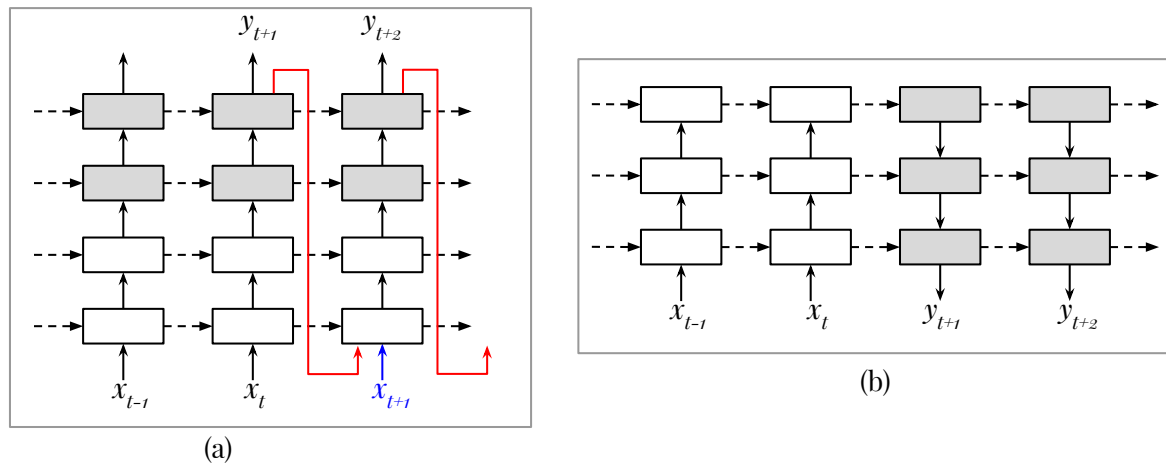 y_{t+1} y_{t+2}
x_{t-1} x_t x_{t+1}
(a)
x_{t-1} x_t y_{t+1} y_{t+2}
(b)